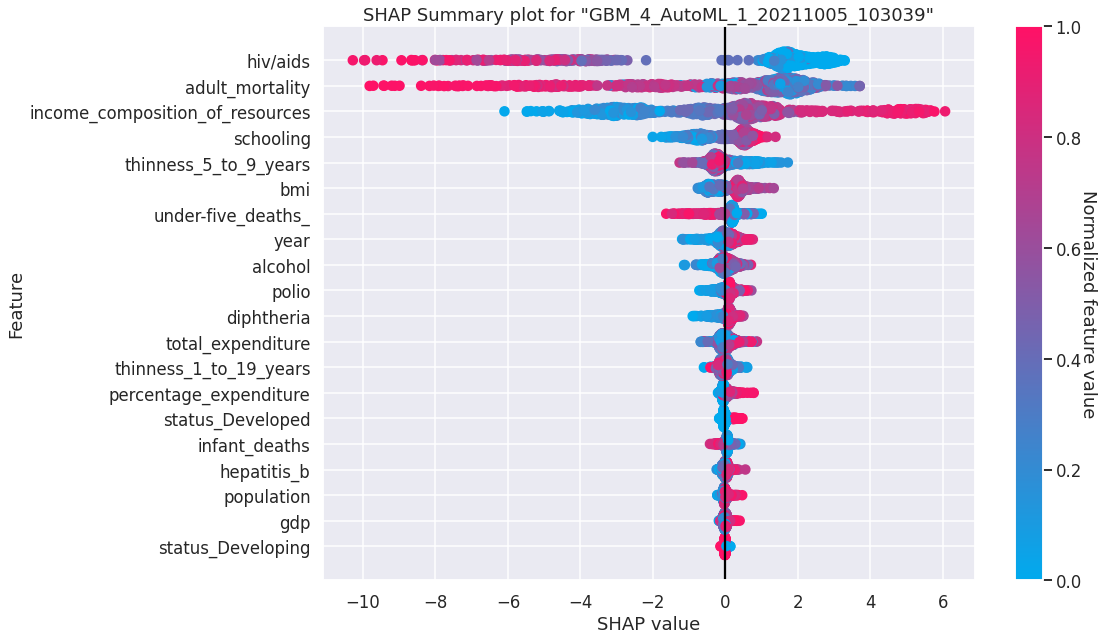 SHAP Summary plot for "GBM_4_AutoML_1_20211005_103039"
Feature
hiv/aids
adult_mortality
income_composition_of_resources
schooling
thinness_5_to_9_years
bmi
under-five_deaths_
year
alcohol
polio
diphtheria
total_expenditure
thinness_1_to_19_years
percentage_expenditure
status_Developed
infant_deaths
hepatitis_b
population
gdp
status_Developing
−10 −8 −6 −4 −2 0 2 4 6
SHAP value
1.0
0.8
0.6
0.4
0.2
0.0
Normalized feature value